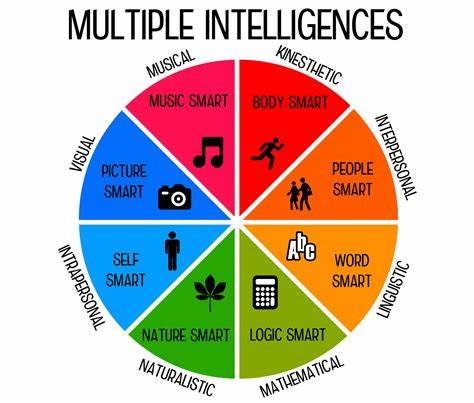 MULTIPLE INTELLIGENCES
MUSICAL
KINESTHETIC
MUSIC SMART
BODY SMART
VISUAL
INTERPERSONAL
PICTURE
SMART
PEOPLE
SMART
SELF
SMART
Abc
WORD
SMART
INTRAPERSONAL
LINGUISTIC
NATURE SMART
LOGIC SMART
NATURALISTIC
MATHEMATICAL